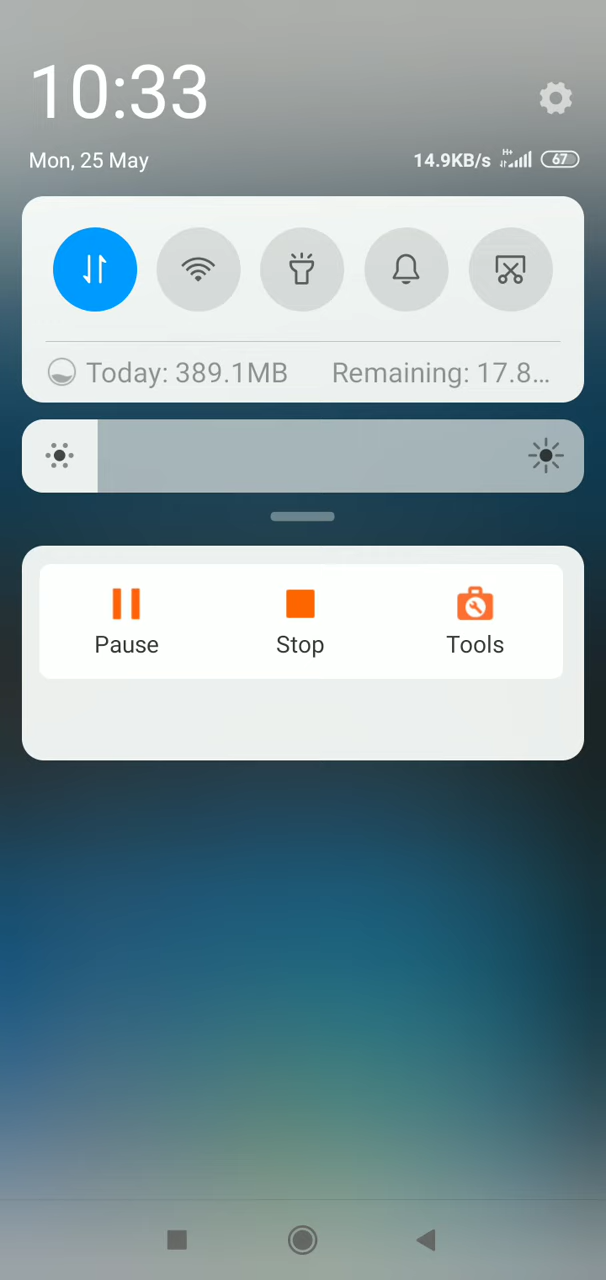 10:33
Mon, 25 May
14.9KB/s H+ 67
Today: 389.1MB Remaining: 17.8...
Pause Stop Tools